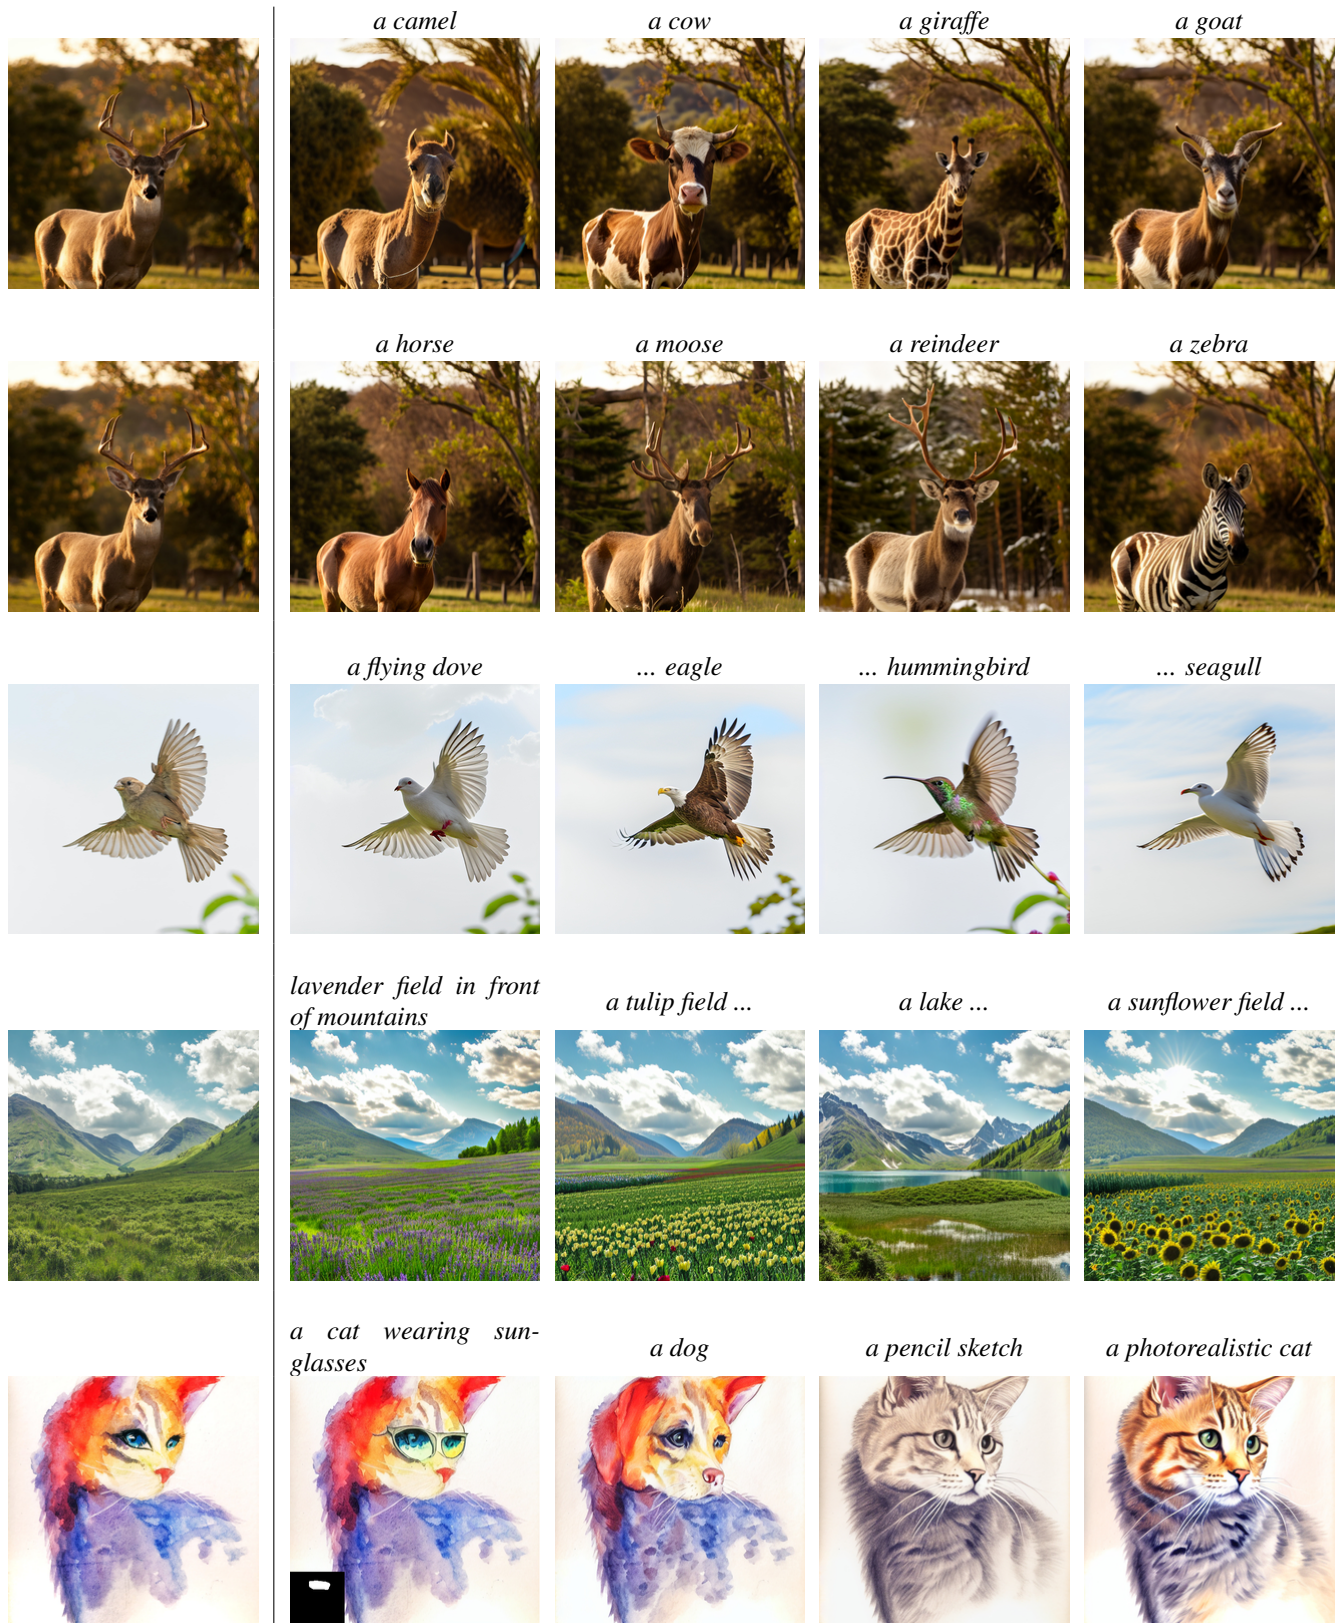 a camel
a cow
a giraffe
a goat
a horse
a moose
a reindeer
a zebra
a flying dove
... eagle
... hummingbird
... seagull
lavender field in front
of mountains
a tulip field ...
a lake ...
a sunflower field ...
a cat wearing sun-
glasses
a dog
a pencil sketch
a photorealistic cat